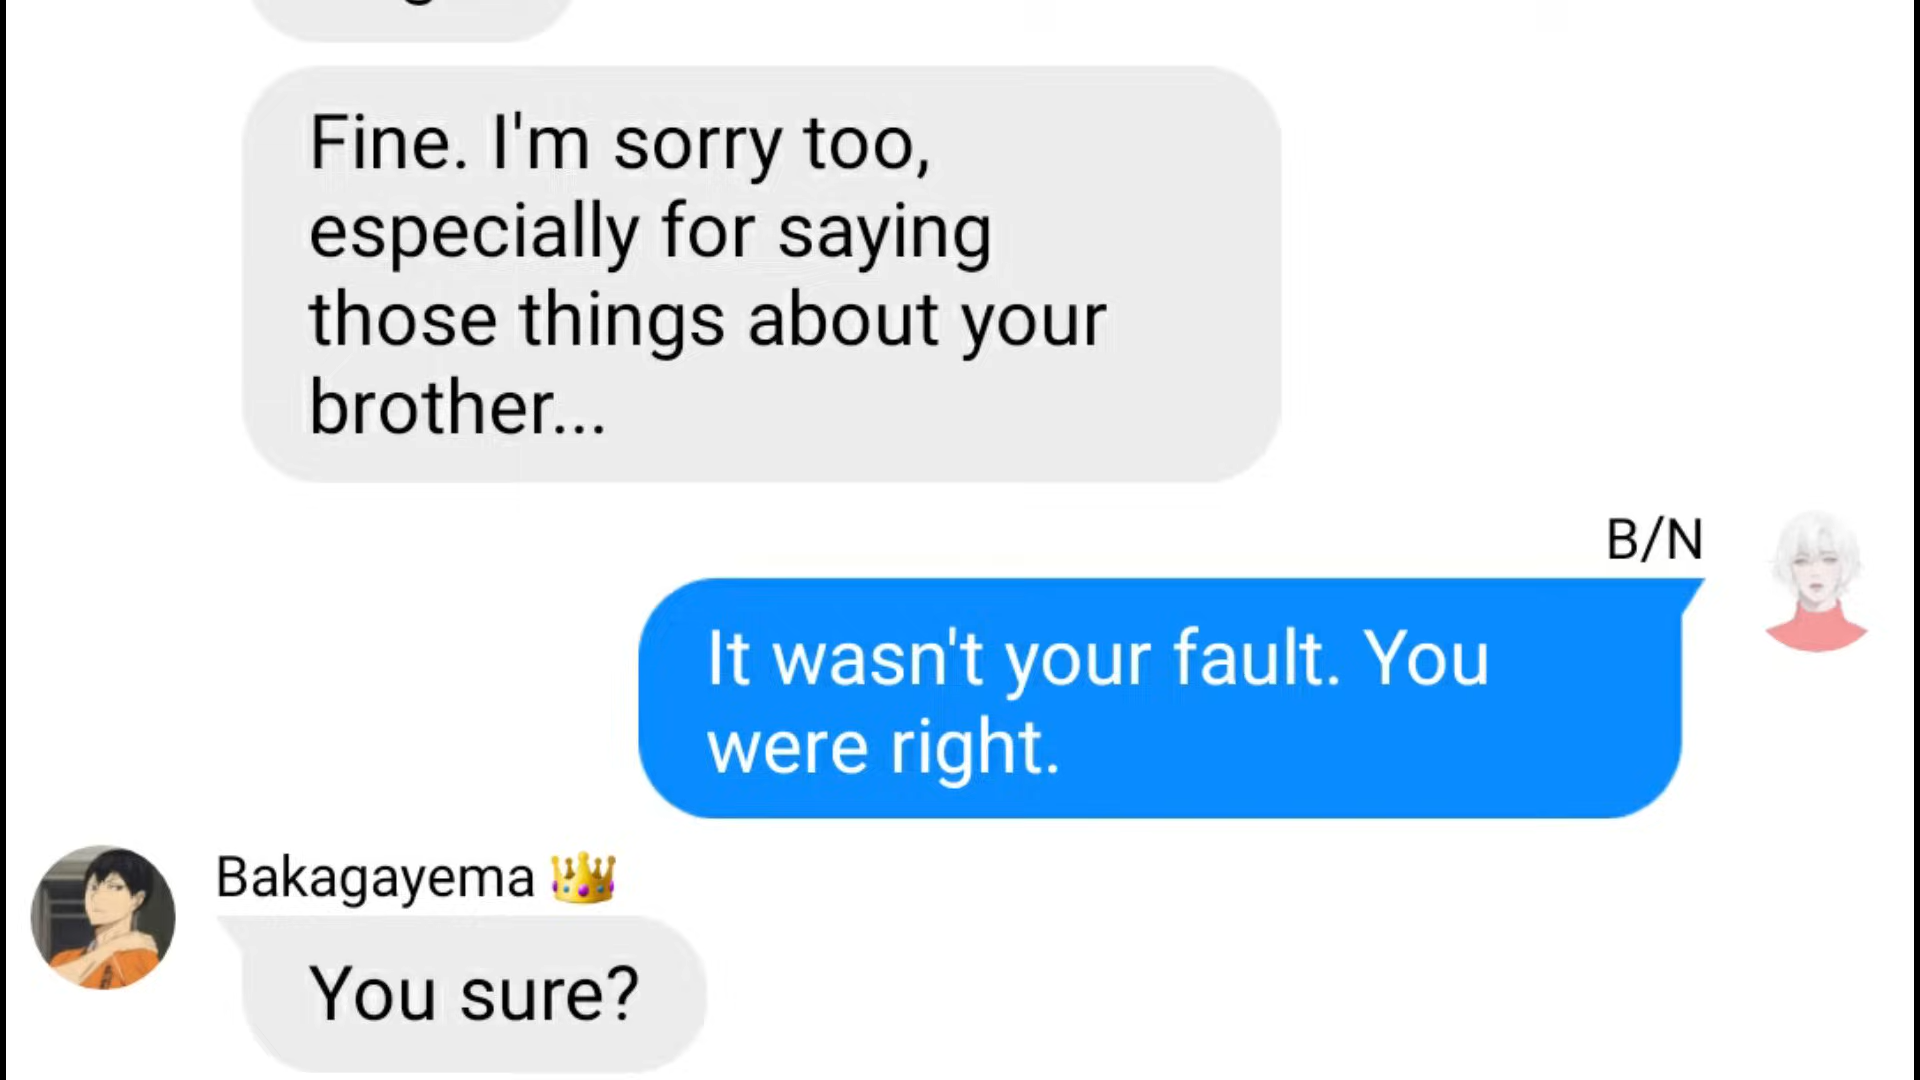 Fine. I'm sorry too,
especially for saying
those things about your
brother...
B/N
It wasn't your fault. You
were right.
Bakagayema 👑
You sure?